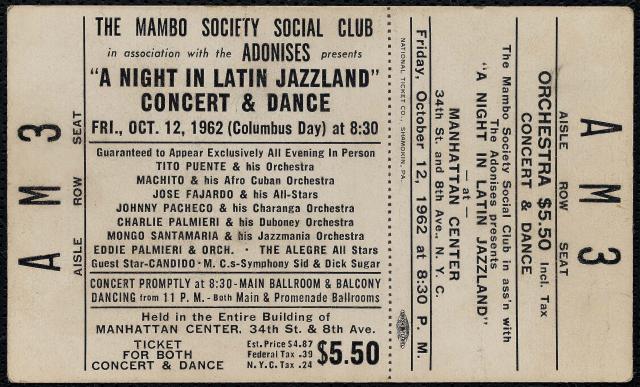 THE MAMBO SOCIETY SOCIAL CLUB
in association with the ADONISES presents
"A NIGHT IN LATIN JAZZLAND"
CONCERT & DANCE
FRI., OCT. 12, 1962 (Columbus Day) at 8:30
Guaranteed to Appear Exclusively All Evening In Person
TITO PUENTE & his Orchestra
MACHITO & his Afro Cuban Orchestra
JOSE FAJARDO & his All-Stars
JOHNNY PACHECO & his Charanga Orchestra
CHARLIE PALMIERI & his Duboney Orchestra
MONGO SANTAMARIA & his Jazzmania Orchestra
EDDIE PALMIERI & ORCH. • THE ALEGRE All Stars
Guest Star-CANDIDO • M. C.s-Symphony Sid & Dick Sugar
CONCERT PROMPTLY at 8:30-MAIN BALLROOM & BALCONY
DANCING from 11 P.M. - Both Main & Promenade Ballrooms
Held in the Entire Building of
MANHATTAN CENTER, 34th St. & 8th Ave.
TICKET
FOR BOTH
CONCERT & DANCE
Est. Price $4.87
Federal Tax .39
N.Y.C. Tax .24
$5.50
AISLE ROW SEAT
A M 3
NATIONAL TICKET CO., SHAMOKIN, PA.
AISLE ROW SEAT
A M 3
ORCHESTRA $5.50 Incl. Tax
CONCERT & DANCE
The Mambo Society Social Club in ass'n with
The Adonises presents
"A NIGHT IN LATIN JAZZLAND"
— at —
MANHATTAN CENTER
34th St. and 8th Ave., N. Y. C.
Friday, October 12, 1962 at 8:30 P. M.